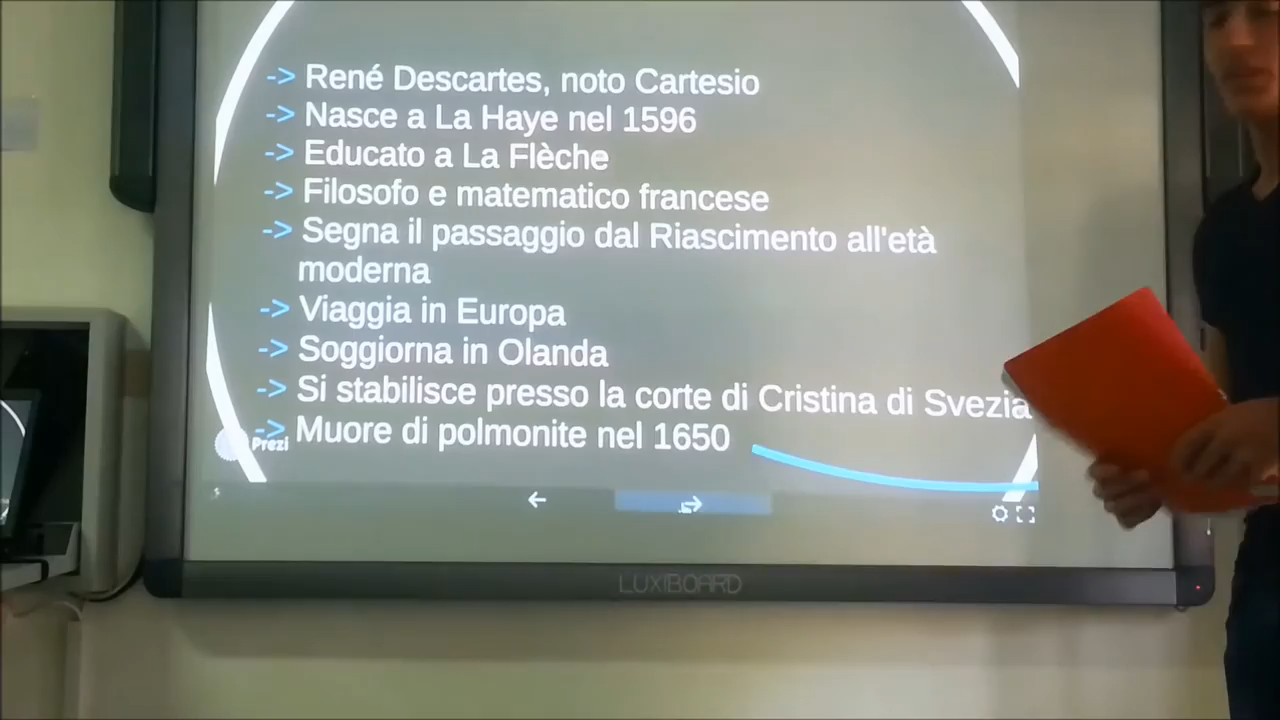 -> René Descartes, noto Cartesio
-> Nasce a La Haye nel 1596
-> Educato a La Flèche
-> Filosofo e matematico francese
-> Segna il passaggio dal Riascimento all'età
moderna
-> Viaggia in Europa
-> Soggiorna in Olanda
-> Si stabilisce presso la corte di Cristina di Svezia
-> Muore di polmonite nel 1650
Prezi
LUXIBOARD